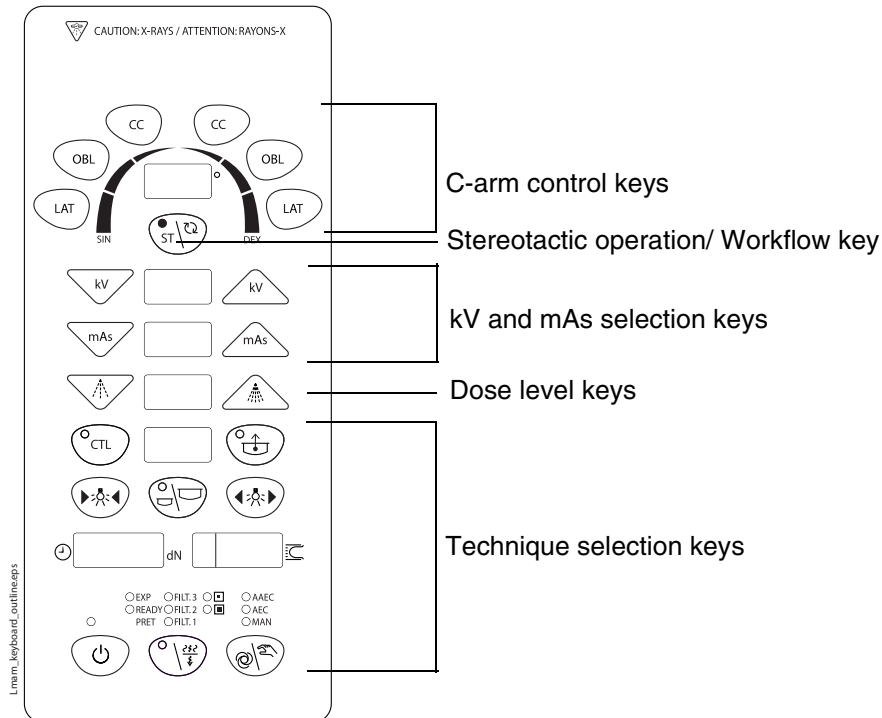 CAUTION: X-RAYS / ATTENTION: RAYONS-X
CC CC
OBL OBL
LAT LAT
SIN DEX
ST
kV kV
mAs mAs
CTL
dN
EXP FILT. 3 AAEC
READY FILT. 2 AEC
PRET FILT. 1 MAN
C-arm control keys
Stereotactic operation/ Workflow key
kV and mAs selection keys
Dose level keys
Technique selection keys
Lmam_keyboard_outline.eps